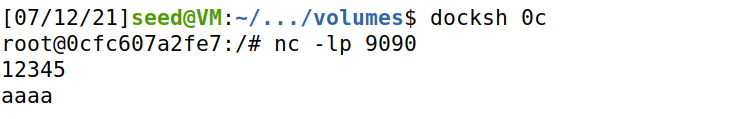 [07/12/21]seed@VM:~/.../volumes$ docksh 0c
root@0cfc607a2fe7:/# nc -lp 9090
12345
aaaa